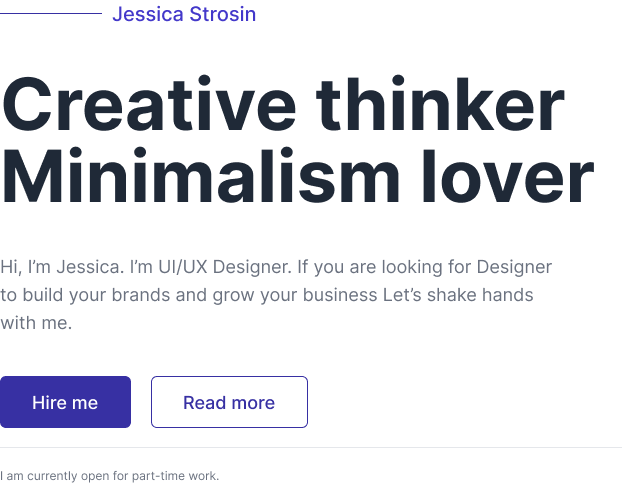 Jessica Strosin
Creative thinker
Minimalism lover
Hi, I’m Jessica. I’m UI/UX Designer. If you are looking for Designer
to build your brands and grow your business Let’s shake hands
with me.
Hire me
Read more
I am currently open for part-time work.